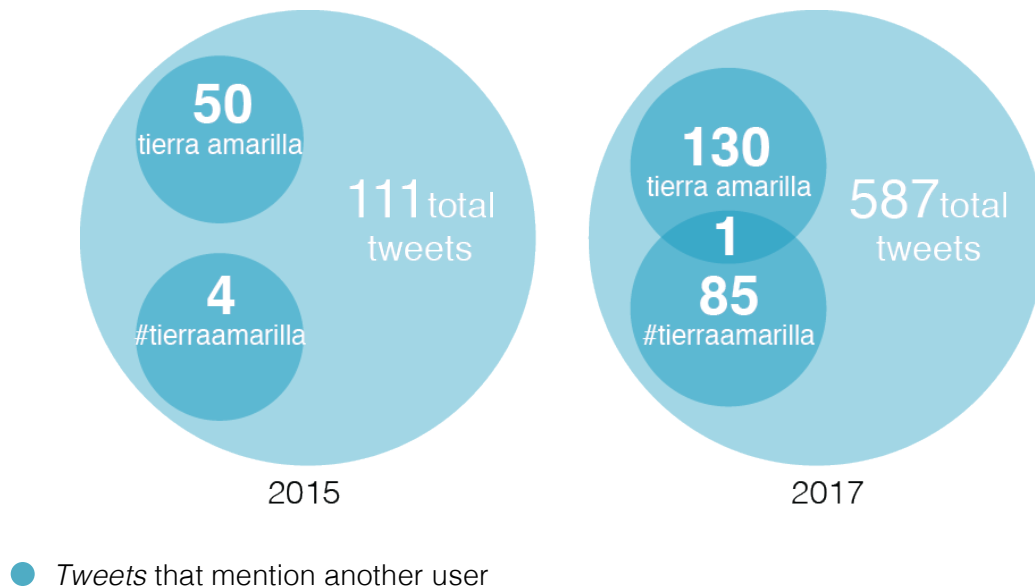 50
tierra amarilla
111 total
tweets
4
#tierraamarilla
2015
130
tierra amarilla
1
587 total
tweets
85
#tierraamarilla
2017
Tweets that mention another user